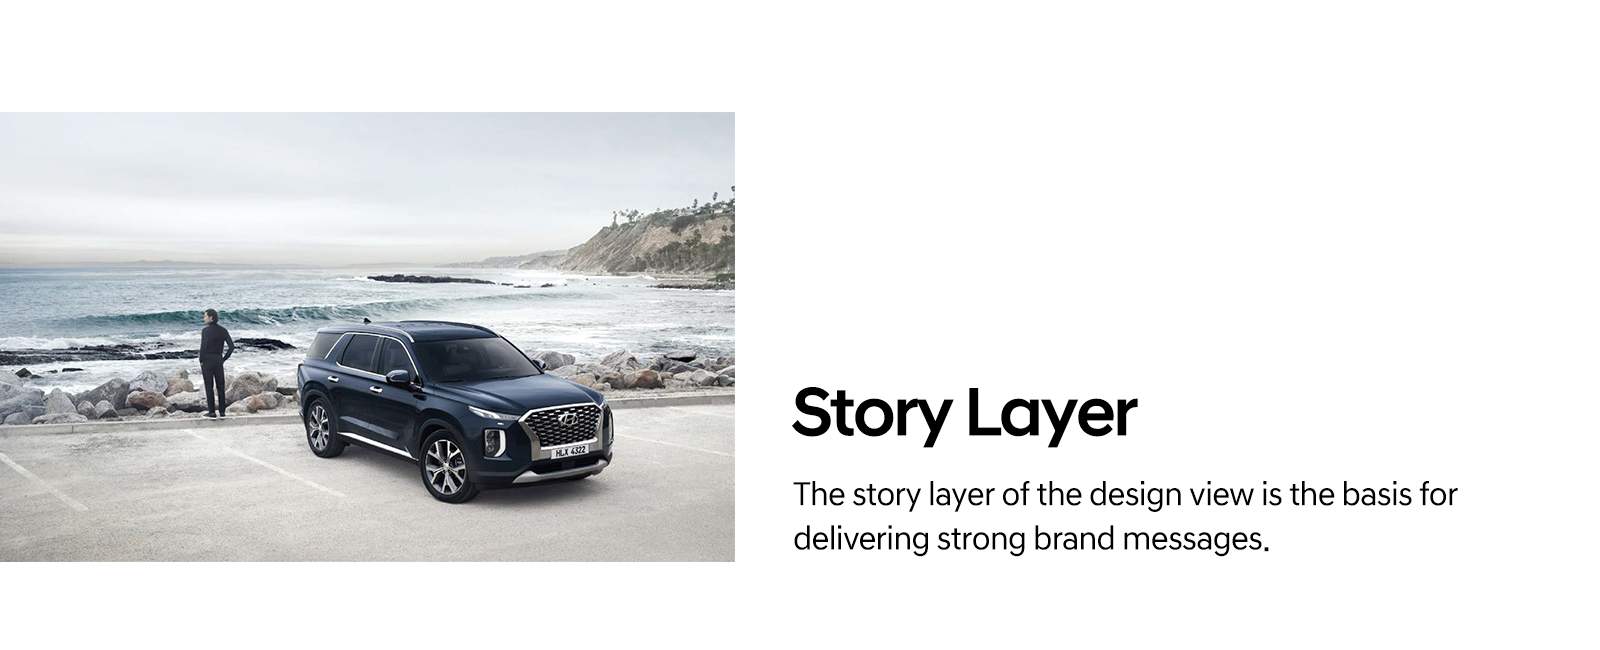 HLX 4322
Story Layer
The story layer of the design view is the basis for
delivering strong brand messages.